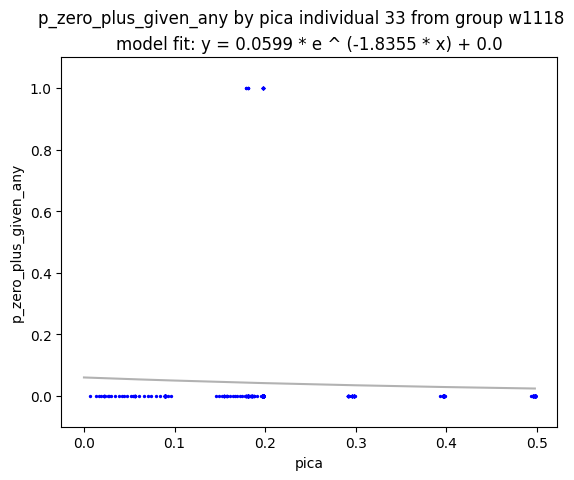 p_zero_plus_given_any by pica individual 33 from group w1118
model fit: y = 0.0599 * e ^ (-1.8355 * x) + 0.0
1.0
0.8
0.6
0.4
0.2
0.0
p_zero_plus_given_any
0.0 0.1 0.2 0.3 0.4 0.5
pica